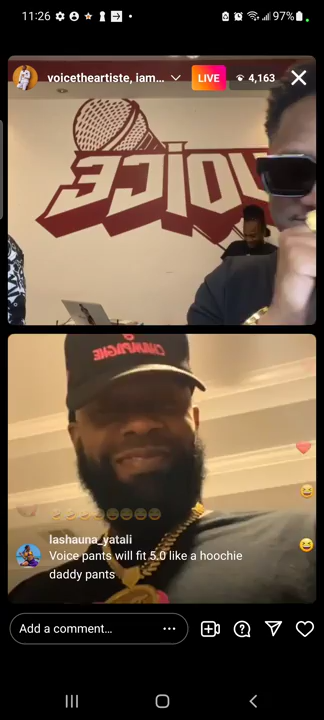 11:26
97%
voicetheartiste, iam...
LIVE
4,163
VOICE
CHAMPAGNE
lashauna_yatali
Voice pants will fit 5.0 like a hoochie
daddy pants
Add a comment...